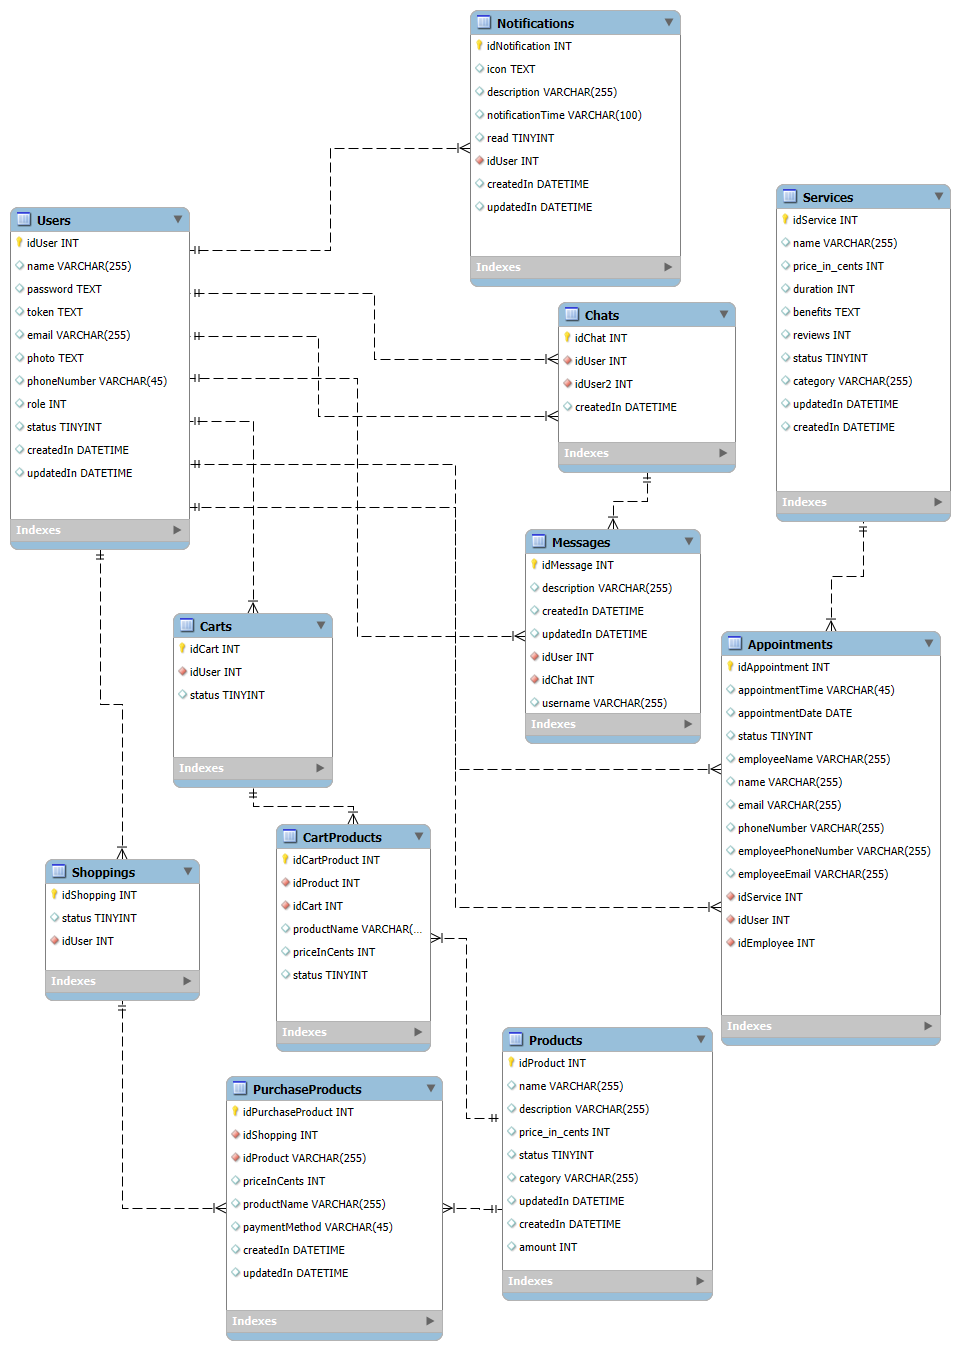 Notifications
idNotification INT
icon TEXT
description VARCHAR(255)
notificationTime VARCHAR(100)
read TINYINT
idUser INT
createdIn DATETIME
updatedIn DATETIME
Indexes
Users
idUser INT
name VARCHAR(255)
password TEXT
token TEXT
email VARCHAR(255)
photo TEXT
phoneNumber VARCHAR(45)
role INT
status TINYINT
createdIn DATETIME
updatedIn DATETIME
Indexes
Services
idService INT
name VARCHAR(255)
price_in_cents INT
duration INT
benefits TEXT
reviews INT
status TINYINT
category VARCHAR(255)
updatedIn DATETIME
createdIn DATETIME
Indexes
Chats
idChat INT
idUser INT
idUser2 INT
createdIn DATETIME
Indexes
Messages
idMessage INT
description VARCHAR(255)
createdIn DATETIME
updatedIn DATETIME
idUser INT
idChat INT
username VARCHAR(255)
Indexes
Carts
idCart INT
idUser INT
status TINYINT
Indexes
Appointments
idAppointment INT
appointmentTime VARCHAR(45)
appointmentDate DATE
status TINYINT
employeeName VARCHAR(255)
name VARCHAR(255)
email VARCHAR(255)
phoneNumber VARCHAR(255)
employeePhoneNumber VARCHAR(255)
employeeEmail VARCHAR(255)
idService INT
idUser INT
idEmployee INT
Indexes
CartProducts
idCartProduct INT
idProduct INT
idCart INT
productName VARCHAR(...
priceInCents INT
status TINYINT
Indexes
Shoppings
idShopping INT
status TINYINT
idUser INT
Indexes
Products
idProduct INT
name VARCHAR(255)
description VARCHAR(255)
price_in_cents INT
status TINYINT
category VARCHAR(255)
updatedIn DATETIME
createdIn DATETIME
amount INT
Indexes
PurchaseProducts
idPurchaseProduct INT
idShopping INT
idProduct VARCHAR(255)
priceInCents INT
productName VARCHAR(255)
paymentMethod VARCHAR(45)
createdIn DATETIME
updatedIn DATETIME
Indexes